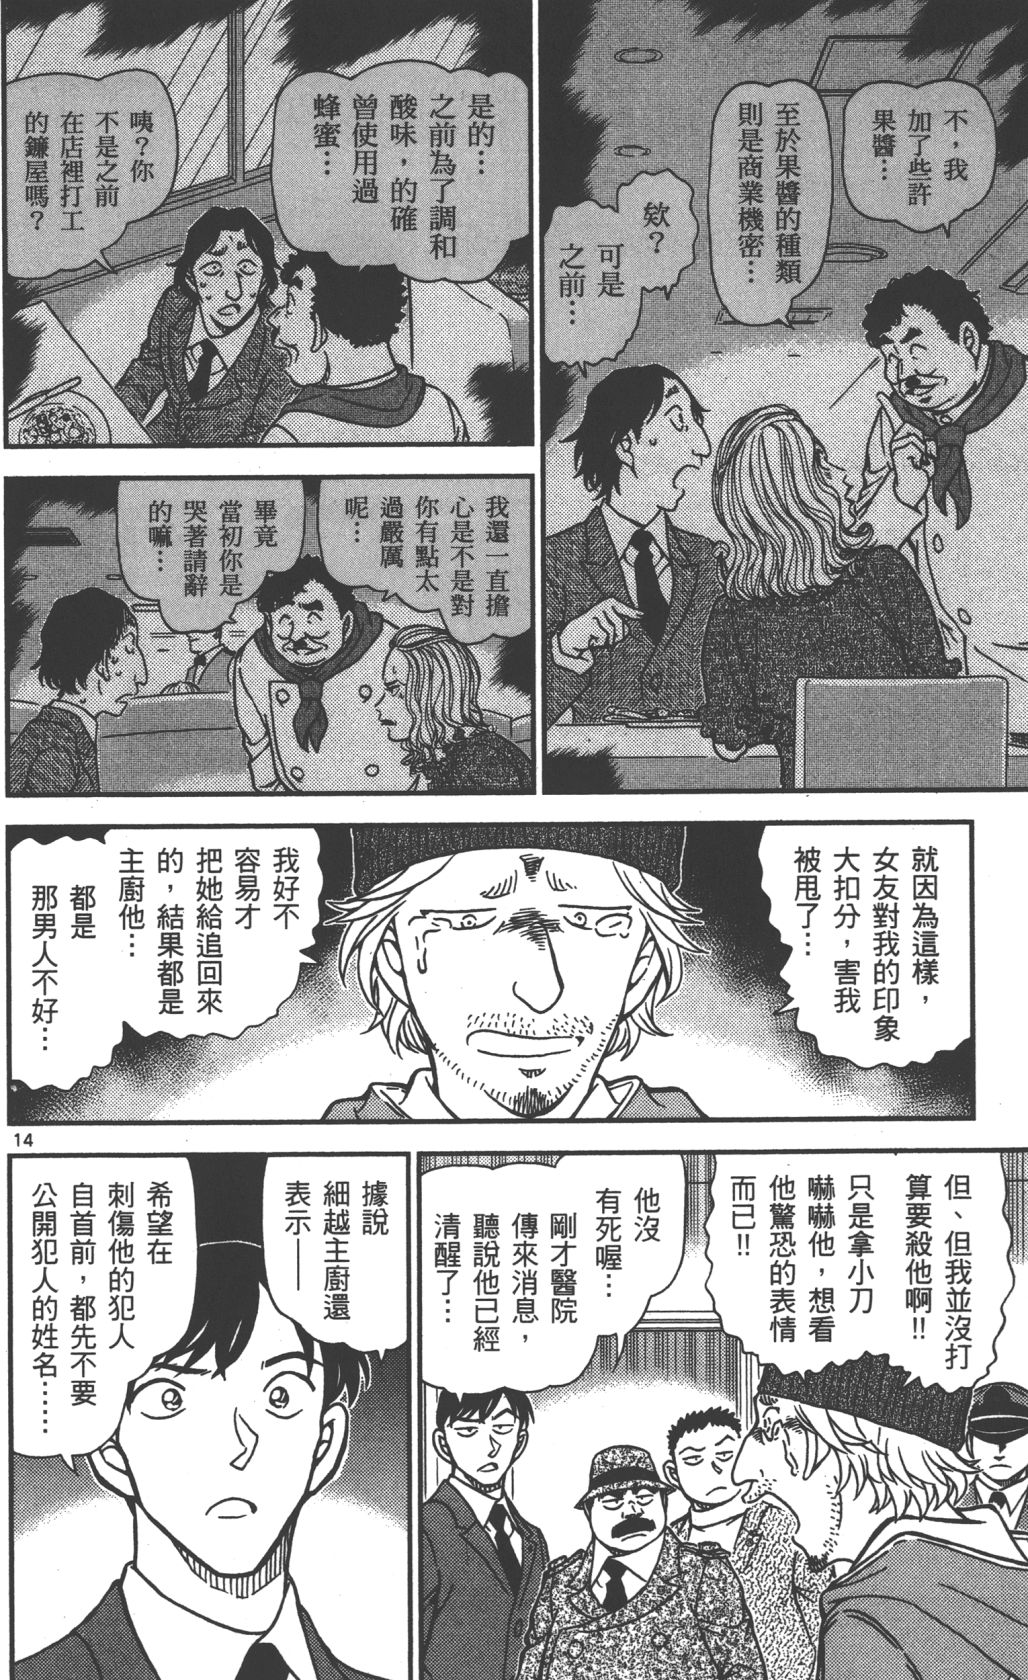 不，我
加了些許
果醬…
至於果醬的種類
則是商業機密…
欸？
可是
之前…
是的…
之前為了調和
酸味，的確
曾使用過
蜂蜜…
咦？你
不是之前
在店裡打工
的鐮屋嗎？
我還一直擔
心是不是對
你有點太
過嚴厲
呢…
畢竟
當初你是
哭著請辭
的嘛…
就因為這樣，
女友對我的印象
大扣分，害我
被甩了…
我好不
容易才
把她給追回來
的，結果都是
主廚他…
都是
那男人不好…
14
但、但我並沒打
算要殺他啊!!
只是拿小刀
嚇嚇他，想看
他驚恐的表情
而已!!
他沒
有死喔…
剛才醫院
傳來消息，
聽說他已經
清醒了…
據說
細越主廚還
表示——
希望在
刺傷他的犯人
自首前，都先不要
公開犯人的姓名……